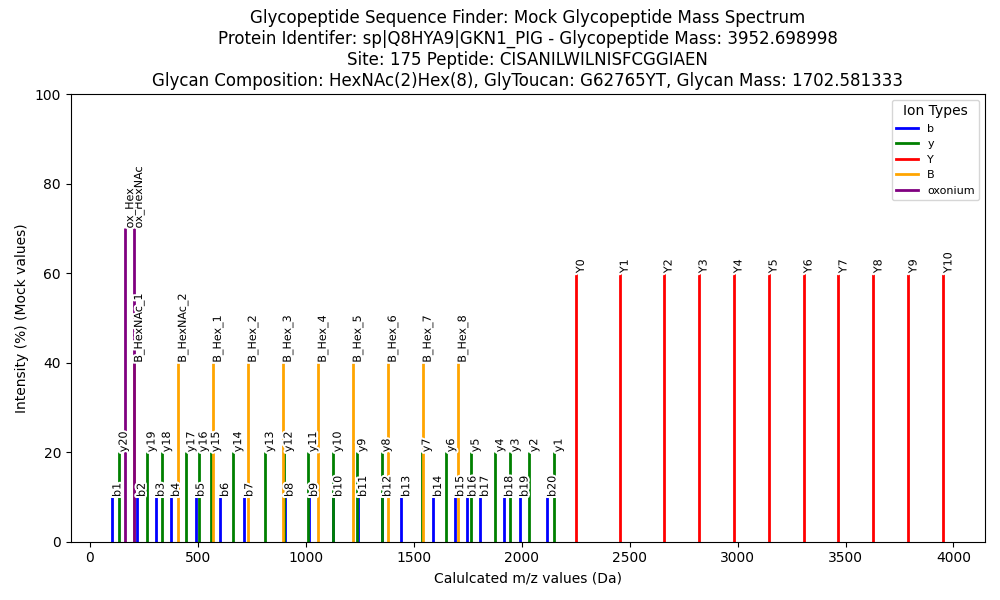 Glycopeptide Sequence Finder: Mock Glycopeptide Mass Spectrum
Protein Identifer: sp|Q8HYA9|GKN1_PIG - Glycopeptide Mass: 3952.698998
Site: 175 Peptide: CISANILWILNISFCGGIAEN
Glycan Composition: HexNAc(2)Hex(8), GlyToucan: G62765YT, Glycan Mass: 1702.581333
Intensity (%) (Mock values)
100
80
60
40
20
0
Ion Types
b
y
Y
B
oxonium
ox_Hex
ox_HexNAc
Y0
Y1
Y2
Y3
Y4
Y5
Y6
Y7
Y8
Y9
Y10
B_HexNAc_1
B_HexNAc_2
B_Hex_1
B_Hex_2
B_Hex_3
B_Hex_4
B_Hex_5
B_Hex_6
B_Hex_7
B_Hex_8
y20
y19
y18
y17
y16
y15
y14
y13
y12
y11
y10
y9
y8
y7
y6
y5
y4
y3
y2
y1
b1
b2
b3
b4
b5
b6
b7
b8
b9
b10
b11
b12
b13
b14
b15
b16
b17
b18
b19
b20
0
500
1000
1500
2000
2500
3000
3500
4000
Calulcated m/z values (Da)